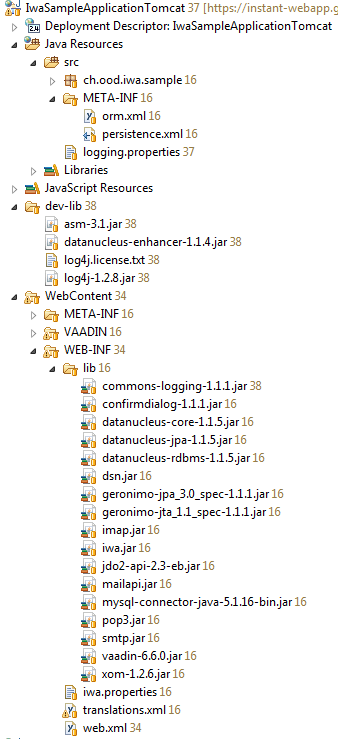 IwaSampleApplicationTomcat 37 [https://instant-webapp.g
Deployment Descriptor: IwaSampleApplicationTomcat
Java Resources
src
ch.ood.iwa.sample 16
META-INF 16
orm.xml 16
persistence.xml 16
logging.properties 37
Libraries
JavaScript Resources
dev-lib 38
asm-3.1.jar 38
datanucleus-enhancer-1.1.4.jar 38
log4j.license.txt 38
log4j-1.2.8.jar 38
WebContent 34
META-INF 16
VAADIN 16
WEB-INF 34
lib 16
commons-logging-1.1.1.jar 38
confirmdialog-1.1.1.jar 16
datanucleus-core-1.1.5.jar 16
datanucleus-jpa-1.1.5.jar 16
datanucleus-rdbms-1.1.5.jar 16
dsn.jar 16
geronimo-jpa_3.0_spec-1.1.1.jar 16
geronimo-jta_1.1_spec-1.1.1.jar 16
imap.jar 16
iwa.jar 16
jdo2-api-2.3-eb.jar 16
mailapi.jar 16
mysql-connector-java-5.1.16-bin.jar 16
pop3.jar 16
smtp.jar 16
vaadin-6.6.0.jar 16
xom-1.2.6.jar 16
iwa.properties 16
translations.xml 16
web.xml 34